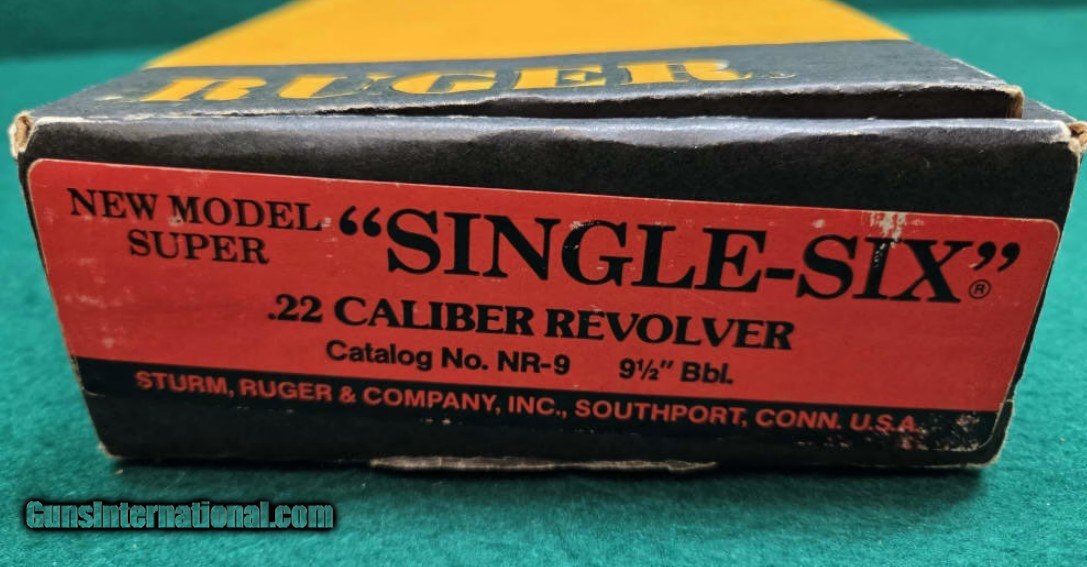 RUGER
NEW MODEL SUPER “SINGLE-SIX”®
.22 CALIBER REVOLVER
Catalog No. NR-9 9½" Bbl.
STURM, RUGER & COMPANY, INC., SOUTHPORT, CONN. U.S.A.
GunsInternational.com